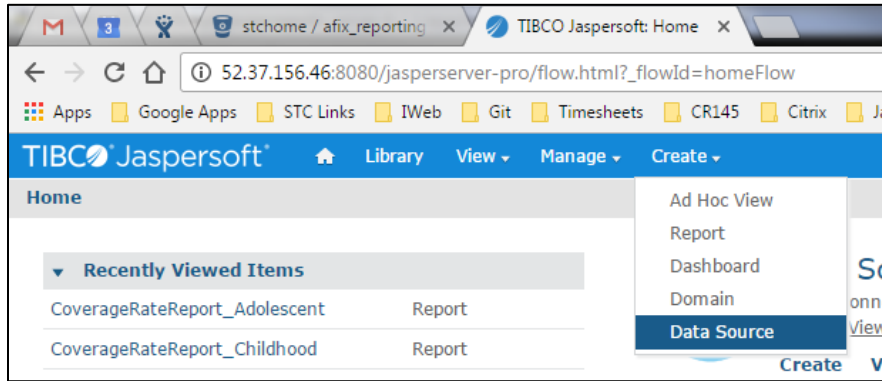 3 stchome / afix_reporting × TIBCO Jaspersoft: Home ×
52.37.156.46:8080/jasperserver-pro/flow.html?_flowId=homeFlow
Apps Google Apps STC Links IWeb Git Timesheets CR145 Citrix
TIBCO Jaspersoft Library View Manage Create
Home
Ad Hoc View
Report
Recently Viewed Items Dashboard
CoverageRateReport_Adolescent Report Domain
Data Source View
CoverageRateReport_Childhood Report
Create